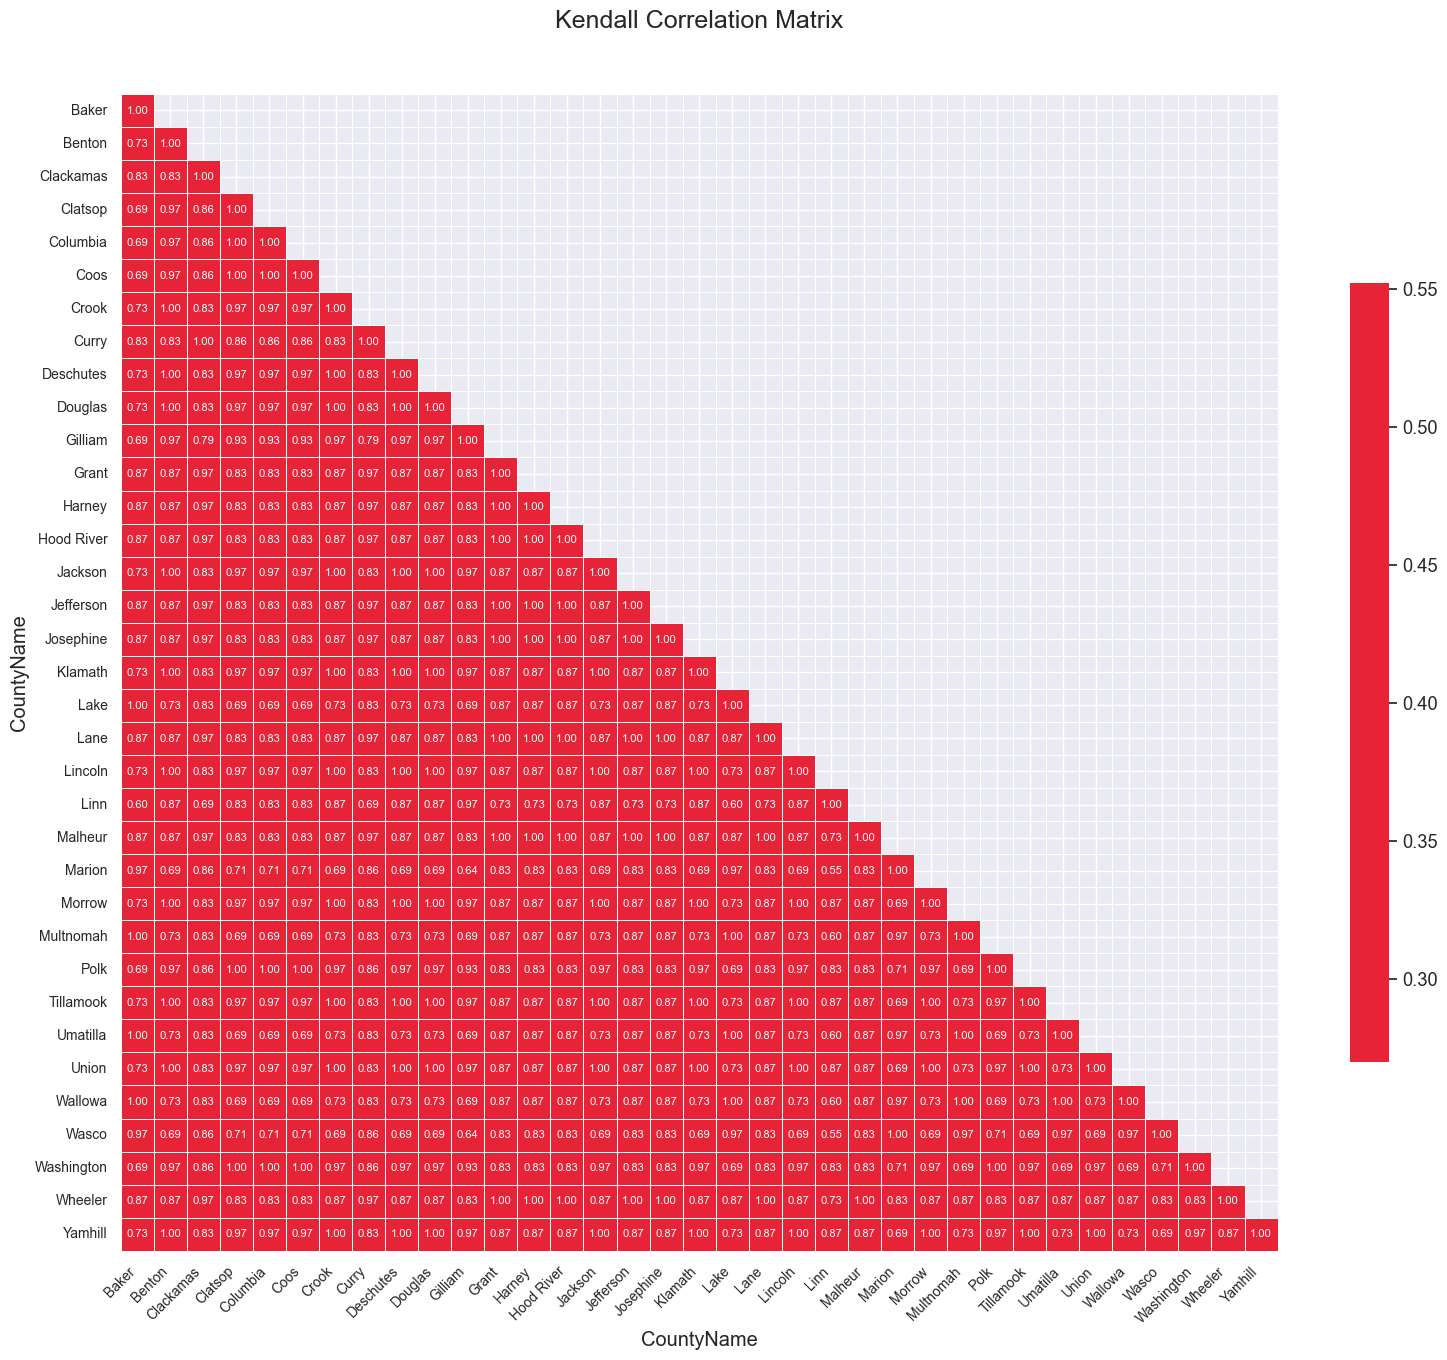 Kendall Correlation Matrix
Baker 1.00
Benton 0.73 1.00
Clackamas 0.83 0.83 1.00
Clatsop 0.69 0.97 0.86 1.00
Columbia 0.69 0.97 0.86 1.00 1.00
Coos 0.69 0.97 0.86 1.00 1.00 1.00
Crook 0.73 1.00 0.83 0.97 0.97 0.97 1.00
Curry 0.83 0.83 1.00 0.86 0.86 0.86 0.83 1.00
Deschutes 0.73 1.00 0.83 0.97 0.97 0.97 1.00 0.83 1.00
Douglas 0.73 1.00 0.83 0.97 0.97 0.97 1.00 0.83 1.00 1.00
Gilliam 0.69 0.97 0.79 0.93 0.93 0.93 0.97 0.79 0.97 0.97 1.00
Grant 0.87 0.87 0.97 0.83 0.83 0.83 0.87 0.97 0.87 0.87 0.83 1.00
Harney 0.87 0.87 0.97 0.83 0.83 0.83 0.87 0.97 0.87 0.87 0.83 1.00 1.00
Hood River 0.87 0.87 0.97 0.83 0.83 0.83 0.87 0.97 0.87 0.87 0.83 1.00 1.00 1.00
Jackson 0.73 1.00 0.83 0.97 0.97 0.97 1.00 0.83 1.00 1.00 0.97 0.87 0.87 0.87 1.00
Jefferson 0.87 0.87 0.97 0.83 0.83 0.83 0.87 0.97 0.87 0.87 0.83 1.00 1.00 1.00 0.87 1.00
Josephine 0.87 0.87 0.97 0.83 0.83 0.83 0.87 0.97 0.87 0.87 0.83 1.00 1.00 1.00 0.87 1.00 1.00
Klamath 0.73 1.00 0.83 0.97 0.97 0.97 1.00 0.83 1.00 1.00 0.97 0.87 0.87 0.87 1.00 0.87 0.87 1.00
Lake 1.00 0.73 0.83 0.69 0.69 0.69 0.73 0.83 0.73 0.73 0.69 0.87 0.87 0.87 0.73 0.87 0.87 0.73 1.00
Lane 0.87 0.87 0.97 0.83 0.83 0.83 0.87 0.97 0.87 0.87 0.83 1.00 1.00 1.00 0.87 1.00 1.00 0.87 0.87 1.00
Lincoln 0.73 1.00 0.83 0.97 0.97 0.97 1.00 0.83 1.00 1.00 0.97 0.87 0.87 0.87 1.00 0.87 0.87 1.00 0.73 0.87 1.00
Linn 0.60 0.87 0.69 0.83 0.83 0.83 0.87 0.69 0.87 0.87 0.97 0.73 0.73 0.73 0.87 0.73 0.73 0.87 0.60 0.73 0.87 1.00
Malheur 0.87 0.87 0.97 0.83 0.83 0.83 0.87 0.97 0.87 0.87 0.83 1.00 1.00 1.00 0.87 1.00 1.00 0.87 0.87 1.00 0.87 0.73 1.00
Marion 0.97 0.69 0.86 0.71 0.71 0.71 0.69 0.86 0.69 0.69 0.64 0.83 0.83 0.83 0.69 0.83 0.83 0.69 0.97 0.83 0.69 0.55 0.83 1.00
Morrow 0.73 1.00 0.83 0.97 0.97 0.97 1.00 0.83 1.00 1.00 0.97 0.87 0.87 0.87 1.00 0.87 0.87 1.00 0.73 0.87 1.00 0.87 0.87 0.69 1.00
Multnomah 1.00 0.73 0.83 0.69 0.69 0.69 0.73 0.83 0.73 0.73 0.69 0.87 0.87 0.87 0.73 0.87 0.87 0.73 1.00 0.87 0.73 0.60 0.87 0.97 0.73 1.00
Polk 0.69 0.97 0.86 1.00 1.00 1.00 0.97 0.86 0.97 0.97 0.93 0.83 0.83 0.83 0.97 0.83 0.83 0.97 0.69 0.83 0.97 0.83 0.83 0.71 0.97 0.69 1.00
Tillamook 0.73 1.00 0.83 0.97 0.97 0.97 1.00 0.83 1.00 1.00 0.97 0.87 0.87 0.87 1.00 0.87 0.87 1.00 0.73 0.87 1.00 0.87 0.87 0.69 1.00 0.73 0.97 1.00
Umatilla 1.00 0.73 0.83 0.69 0.69 0.69 0.73 0.83 0.73 0.73 0.69 0.87 0.87 0.87 0.73 0.87 0.87 0.73 1.00 0.87 0.73 0.60 0.87 0.97 0.73 1.00 0.69 0.73 1.00
Union 0.73 1.00 0.83 0.97 0.97 0.97 1.00 0.83 1.00 1.00 0.97 0.87 0.87 0.87 1.00 0.87 0.87 1.00 0.73 0.87 1.00 0.87 0.87 0.69 1.00 0.73 0.97 1.00 0.73 1.00
Wallowa 1.00 0.73 0.83 0.69 0.69 0.69 0.73 0.83 0.73 0.73 0.69 0.87 0.87 0.87 0.73 0.87 0.87 0.73 1.00 0.87 0.73 0.60 0.87 0.97 0.73 1.00 0.69 0.73 1.00 0.73 1.00
Wasco 0.97 0.69 0.86 0.71 0.71 0.71 0.69 0.86 0.69 0.69 0.64 0.83 0.83 0.83 0.69 0.83 0.83 0.69 0.97 0.83 0.69 0.55 0.83 1.00 0.69 0.97 0.71 0.69 0.97 0.69 0.97 1.00
Washington 0.69 0.97 0.86 1.00 1.00 1.00 0.97 0.86 0.97 0.97 0.93 0.83 0.83 0.83 0.97 0.83 0.83 0.97 0.69 0.83 0.97 0.83 0.83 0.71 0.97 0.69 1.00 0.97 0.69 0.97 0.69 0.71 1.00
Wheeler 0.87 0.87 0.97 0.83 0.83 0.83 0.87 0.97 0.87 0.87 0.83 1.00 1.00 1.00 0.87 1.00 1.00 0.87 0.87 1.00 0.87 0.73 1.00 0.83 0.87 0.87 0.83 0.87 0.87 0.87 0.87 0.83 0.83 1.00
Yamhill 0.73 1.00 0.83 0.97 0.97 0.97 1.00 0.83 1.00 1.00 0.97 0.87 0.87 0.87 1.00 0.87 0.87 1.00 0.73 0.87 1.00 0.87 0.87 0.69 1.00 0.73 0.97 1.00 0.73 1.00 0.73 0.69 0.97 0.87 1.00
Baker Benton Clackamas Clatsop Columbia Coos Crook Curry Deschutes Douglas Gilliam Grant Harney Hood River Jackson Jefferson Josephine Klamath Lake Lane Lincoln Linn Malheur Marion Morrow Multnomah Polk Tillamook Umatilla Union Wallowa Wasco Washington Wheeler Yamhill
CountyName
CountyName
0.55
0.50
0.45
0.40
0.35
0.30